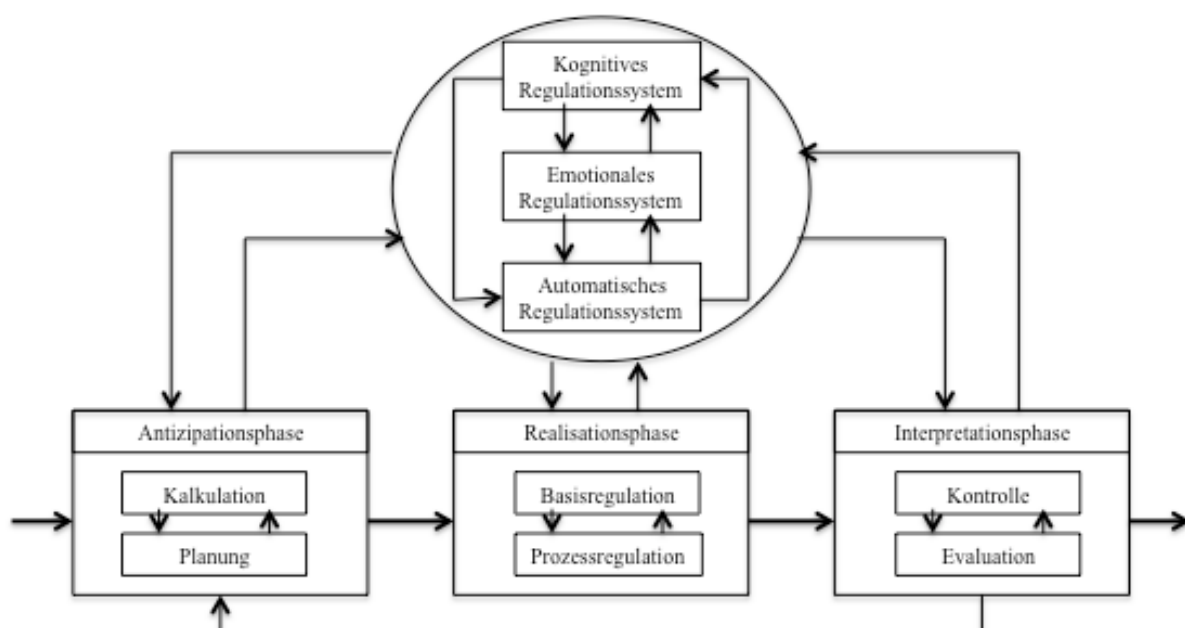 Kognitives
Regulationssystem
Emotionales
Regulationssystem
Automatisches
Regulationssystem
Antizipationsphase
Kalkulation
Planung
Realisationsphase
Basisregulation
Prozessregulation
Interpretationsphase
Kontrolle
Evaluation